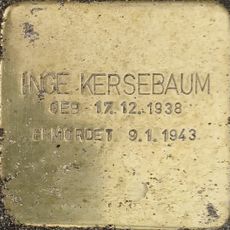 INGE KERSEBAUM
GEB. 17.12.1938
ERMORDET 9.1.1943